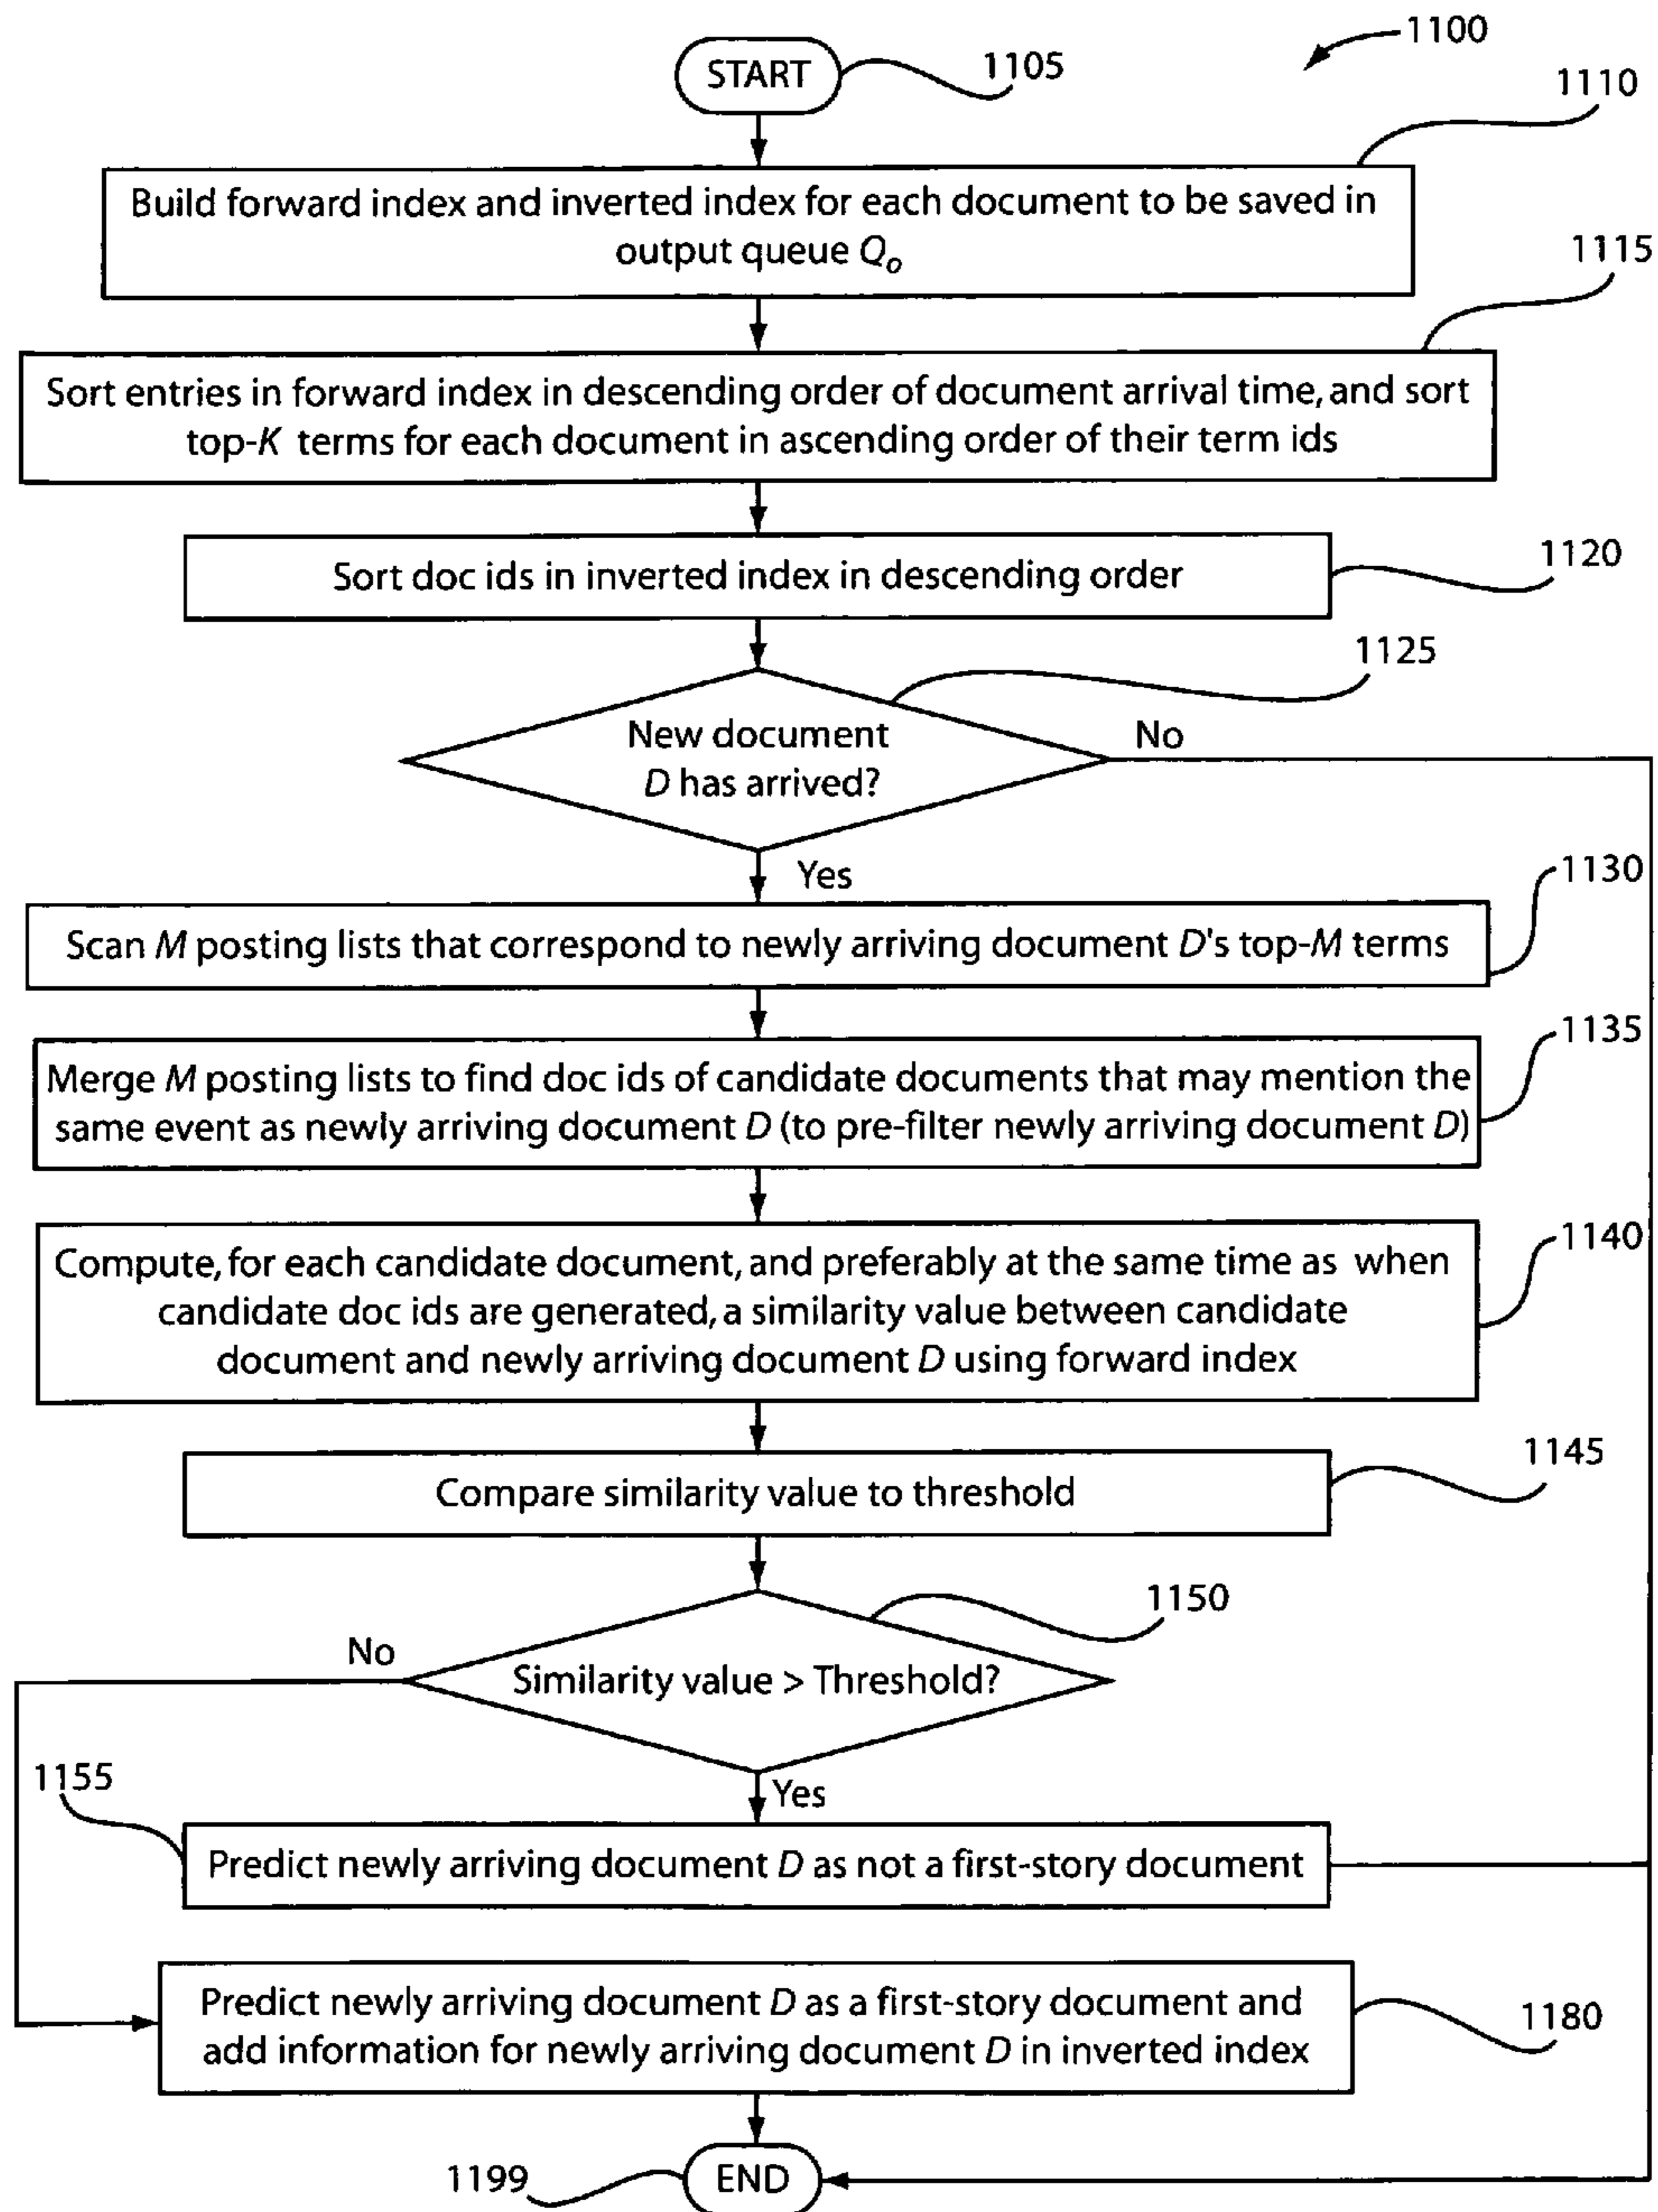 1100
START
1105
1110
Build forward index and inverted index for each document to be saved in
output queue Qo
1115
Sort entries in forward index in descending order of document arrival time, and sort
top-K terms for each document in ascending order of their term ids
1120
Sort doc ids in inverted index in descending order
1125
New document
D has arrived?
No
Yes
1130
Scan M posting lists that correspond to newly arriving document D's top-M terms
1135
Merge M posting lists to find doc ids of candidate documents that may mention the
same event as newly arriving document D (to pre-filter newly arriving document D)
1140
Compute, for each candidate document, and preferably at the same time as when
candidate doc ids are generated, a similarity value between candidate
document and newly arriving document D using forward index
1145
Compare similarity value to threshold
1150
No
Similarity value > Threshold?
1155
Yes
Predict newly arriving document D as not a first-story document
Predict newly arriving document D as a first-story document and
add information for newly arriving document D in inverted index
1180
1199
END